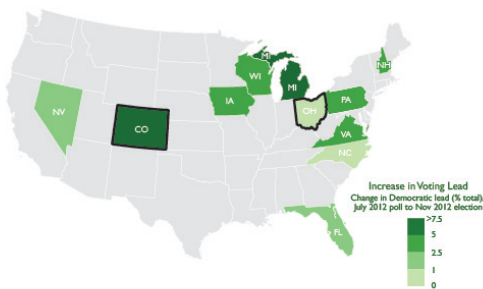 MI
NH
WI
MI
NV
IA
PA
OH
CO
VA
NC
FL
Increase in Voting Lead
Change in Democratic lead (% total)
July 2012 poll to Nov 2012 election
>7.5
5
2.5
1
0